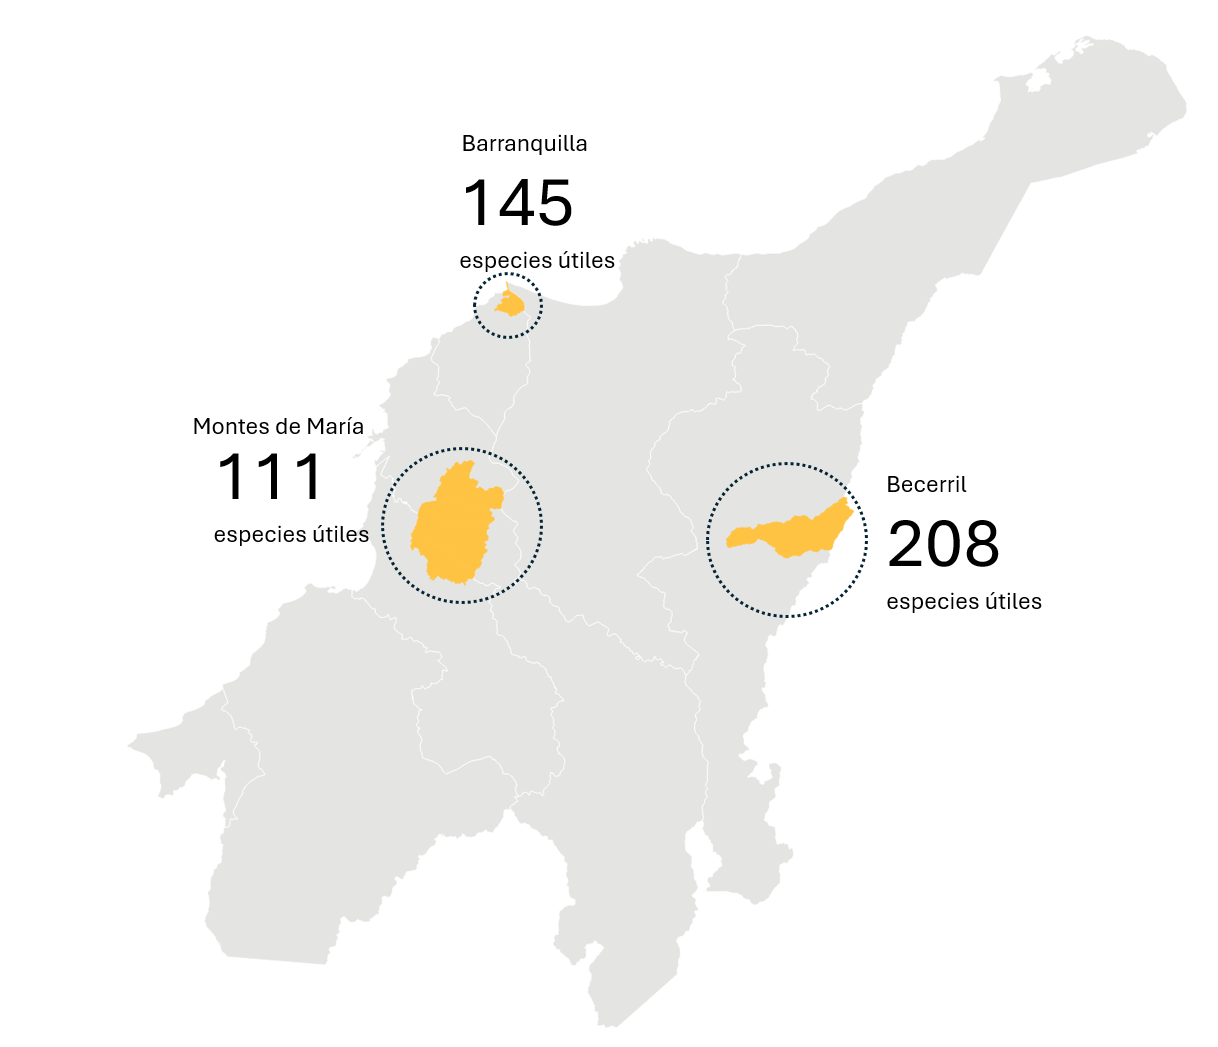 Barranquilla
145
especies útiles
Montes de María
111
especies útiles
Becerril
208
especies útiles